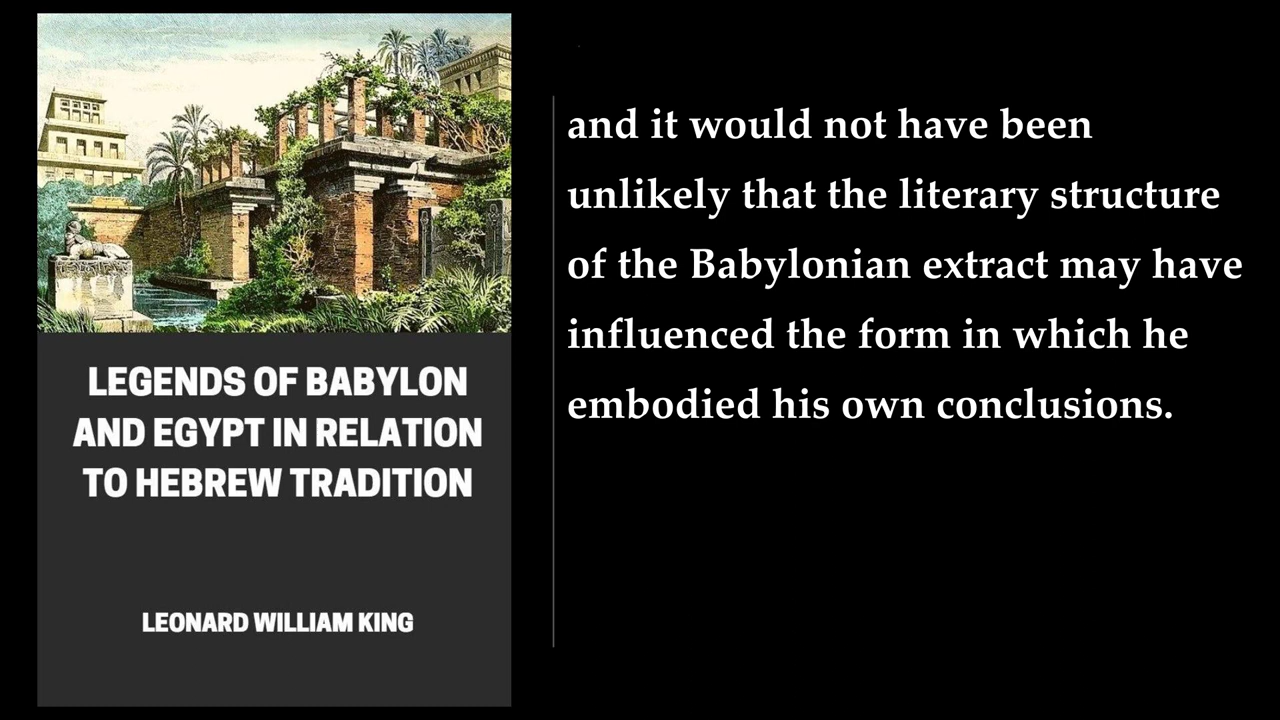 LEGENDS OF BABYLON
AND EGYPT IN RELATION
TO HEBREW TRADITION
LEONARD WILLIAM KING
and it would not have been
unlikely that the literary structure
of the Babylonian extract may have
influenced the form in which he
embodied his own conclusions.